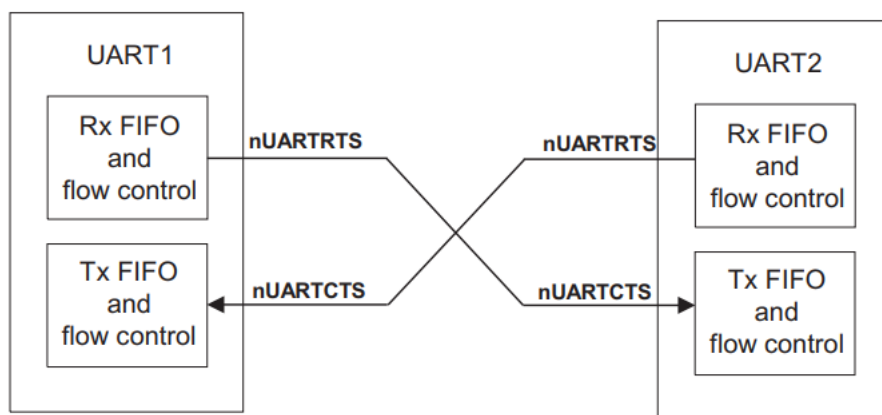 UART1
Rx FIFO
and
flow control
Tx FIFO
and
flow control
nUARTRTS
nUARTCTS
nUARTRTS
nUARTCTS
UART2
Rx FIFO
and
flow control
Tx FIFO
and
flow control